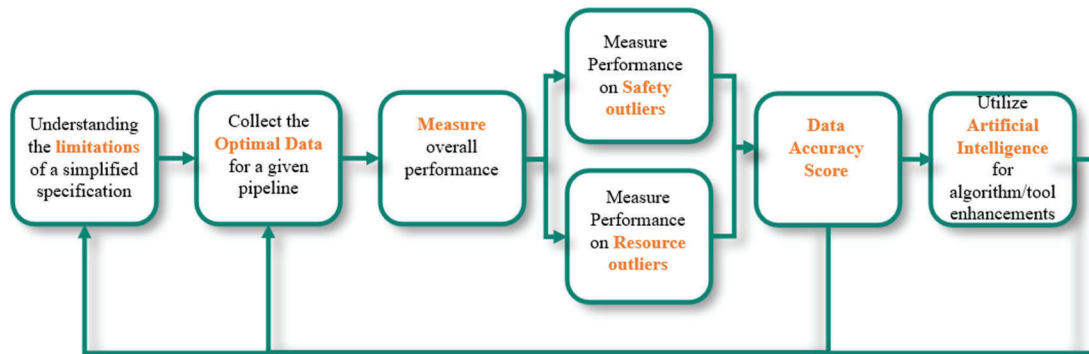 Understanding
the limitations
of a simplified
specification
Collect the
Optimal Data
for a given
pipeline
Measure
overall
performance
Measure
Performance
on Safety
outliers
Measure
Performance
on Resource
outliers
Data
Accuracy
Score
Utilize
Artificial
Intelligence
for
algorithm/tool
enhancements